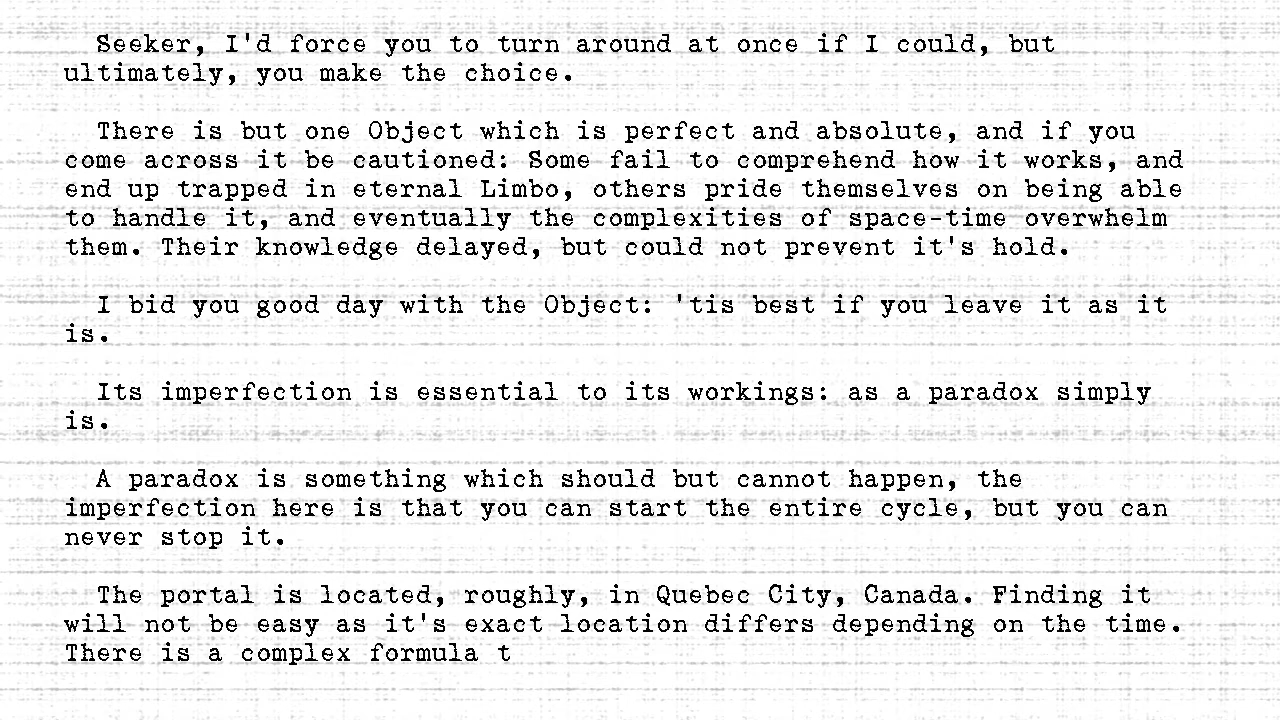 Seeker, I'd force you to turn around at once if I could, but
ultimately, you make the choice.
There is but one Object which is perfect and absolute, and if you
come across it be cautioned: Some fail to comprehend how it works, and
end up trapped in eternal Limbo, others pride themselves on being able
to handle it, and eventually the complexities of space-time overwhelm
them. Their knowledge delayed, but could not prevent it's hold.
I bid you good day with the Object: 'tis best if you leave it as it
is.
Its imperfection is essential to its workings: as a paradox simply
is.
A paradox is something which should but cannot happen, the
imperfection here is that you can start the entire cycle, but you can
never stop it.
The portal is located, roughly, in Quebec City, Canada. Finding it
will not be easy as it's exact location differs depending on the time.
There is a complex formula t